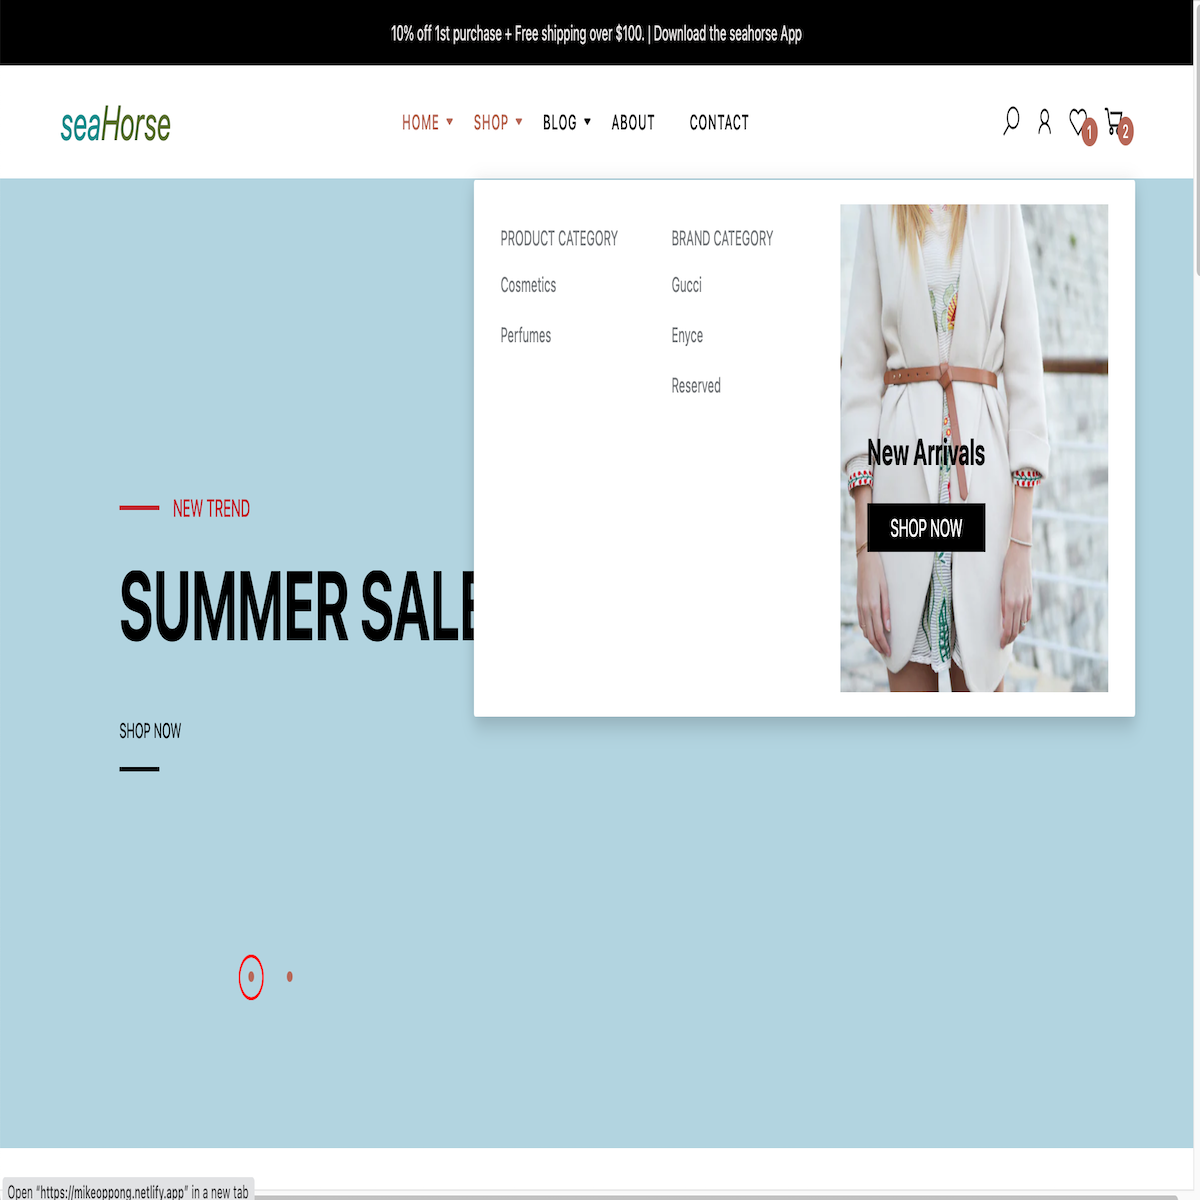 10% off 1st purchase + Free shipping over $100. | Download the seahorse App
seaHorse
HOME
SHOP
BLOG
ABOUT
CONTACT
1
2
PRODUCT CATEGORY
Cosmetics
Perfumes
BRAND CATEGORY
Gucci
Enyce
Reserved
New Arrivals
SHOP NOW
NEW TREND
SUMMER SALE
SHOP NOW
Open “https://mikeoppong.netlify.app” in a new tab